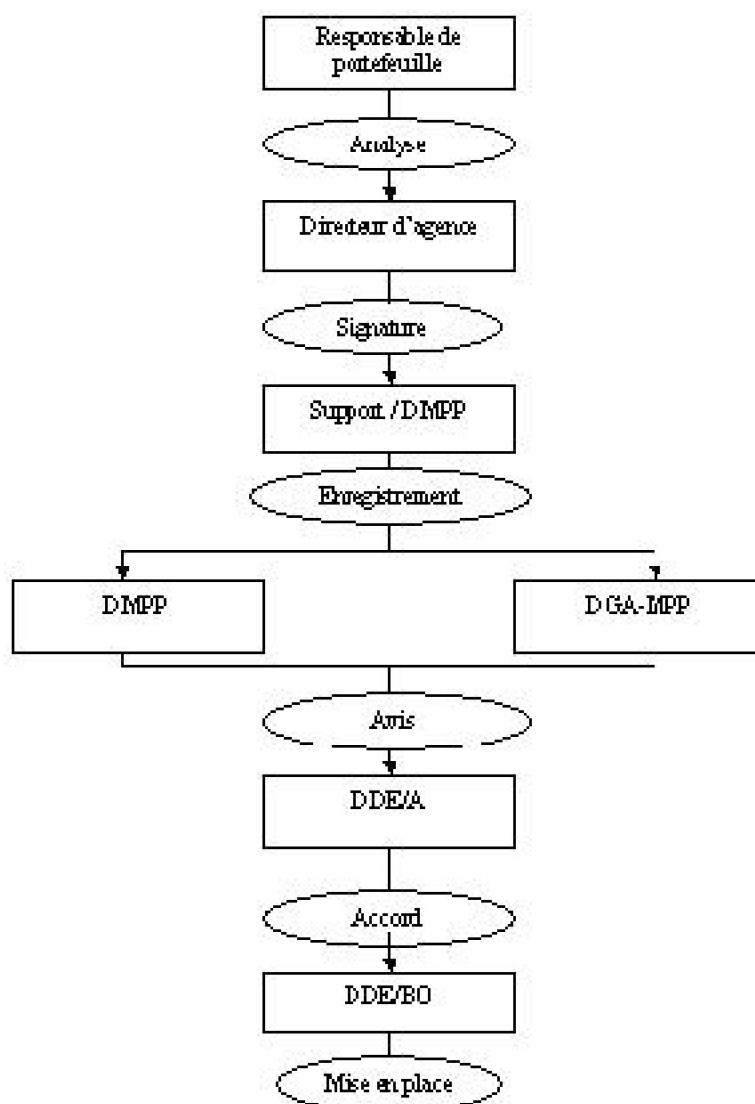 Responsable de
portefeuille
Analyse
Directeur d'agence
Signature
Support / DMPP
Enregistrement
DMPP
DGA-MPP
Avis
DDE/A
Accord
DDE/BO
Mise en place